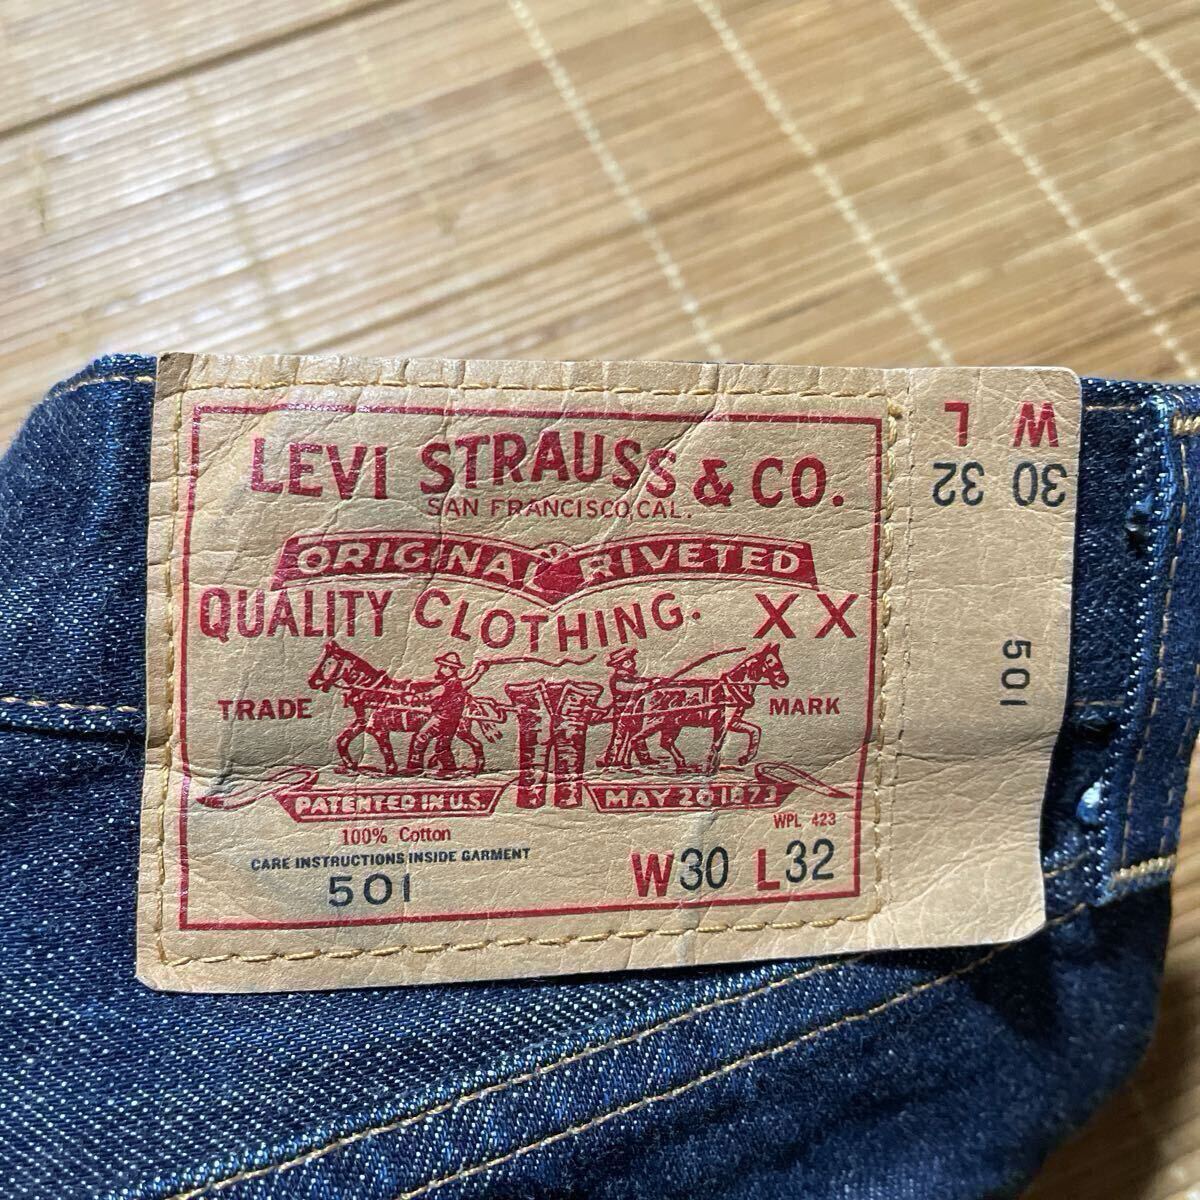 LEVI STRAUSS & CO.
SAN FRANCISCO, CAL.
ORIGINAL RIVETED
QUALITY CLOTHING. XX
TRADE MARK
PATENTED IN U.S. MAY 20 1873
100% Cotton
WPL 423
CARE INSTRUCTIONS INSIDE GARMENT
501
W30 L32
W L
30 32
501